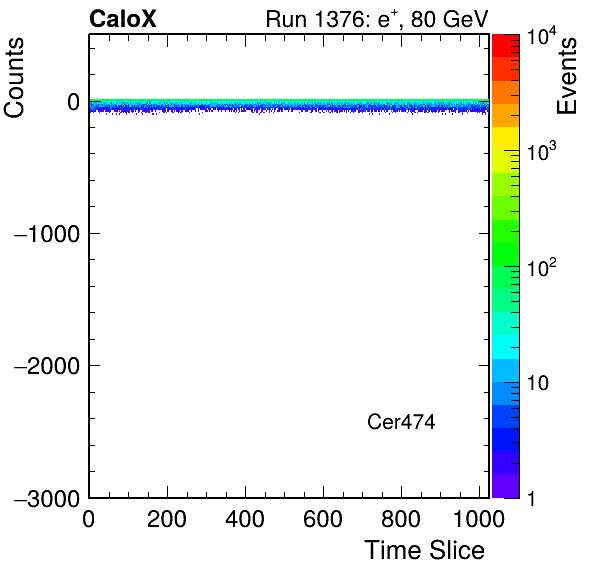 CaloX Run 1376: e⁺, 80 GeV
Counts
Events
0
−1000
−2000
−3000
0 200 400 600 800 1000
Time Slice
Cer474
10⁴
10³
10²
10
1